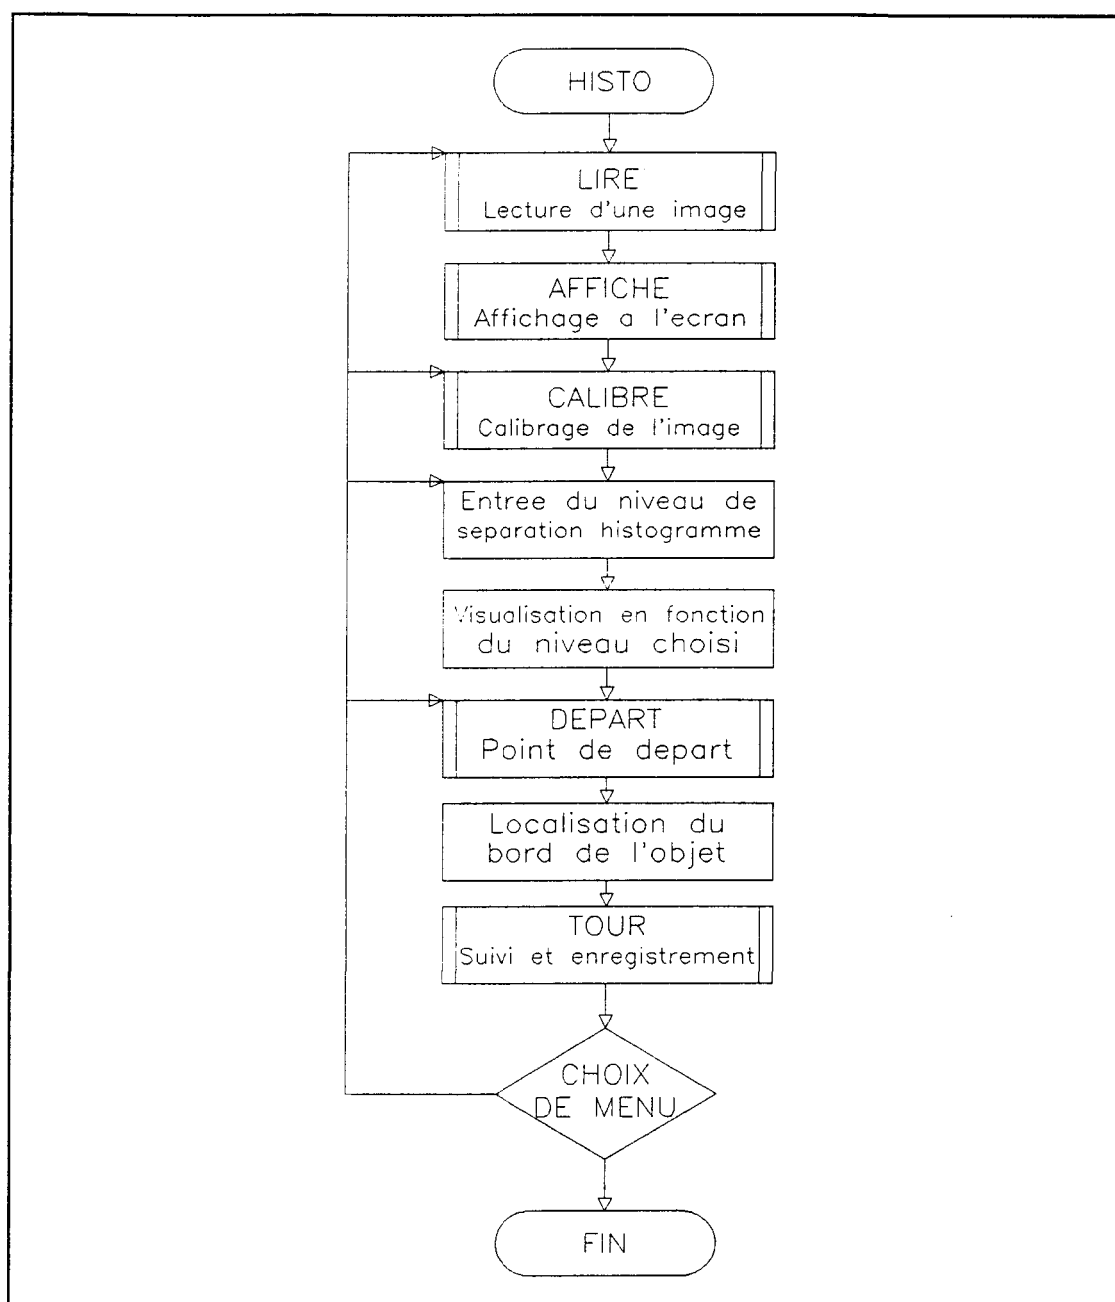 HISTO
LIRE
Lecture d'une image
AFFICHE
Affichage a l'ecran
CALIBRE
Calibrage de l'image
Entree du niveau de
separation histogramme
Visualisation en fonction
du niveau choisi
DEPART
Point de depart
Localisation du
bord de l'objet
TOUR
Suivi et enregistrement
CHOIX
DE MENU
FIN